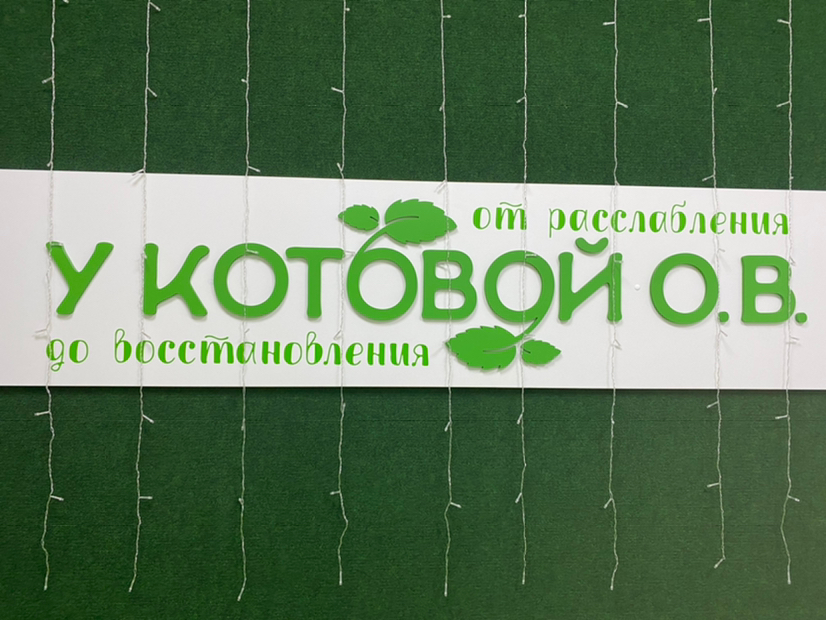 от расслабления
У КОТОВОЙ О.В.
до восстановления